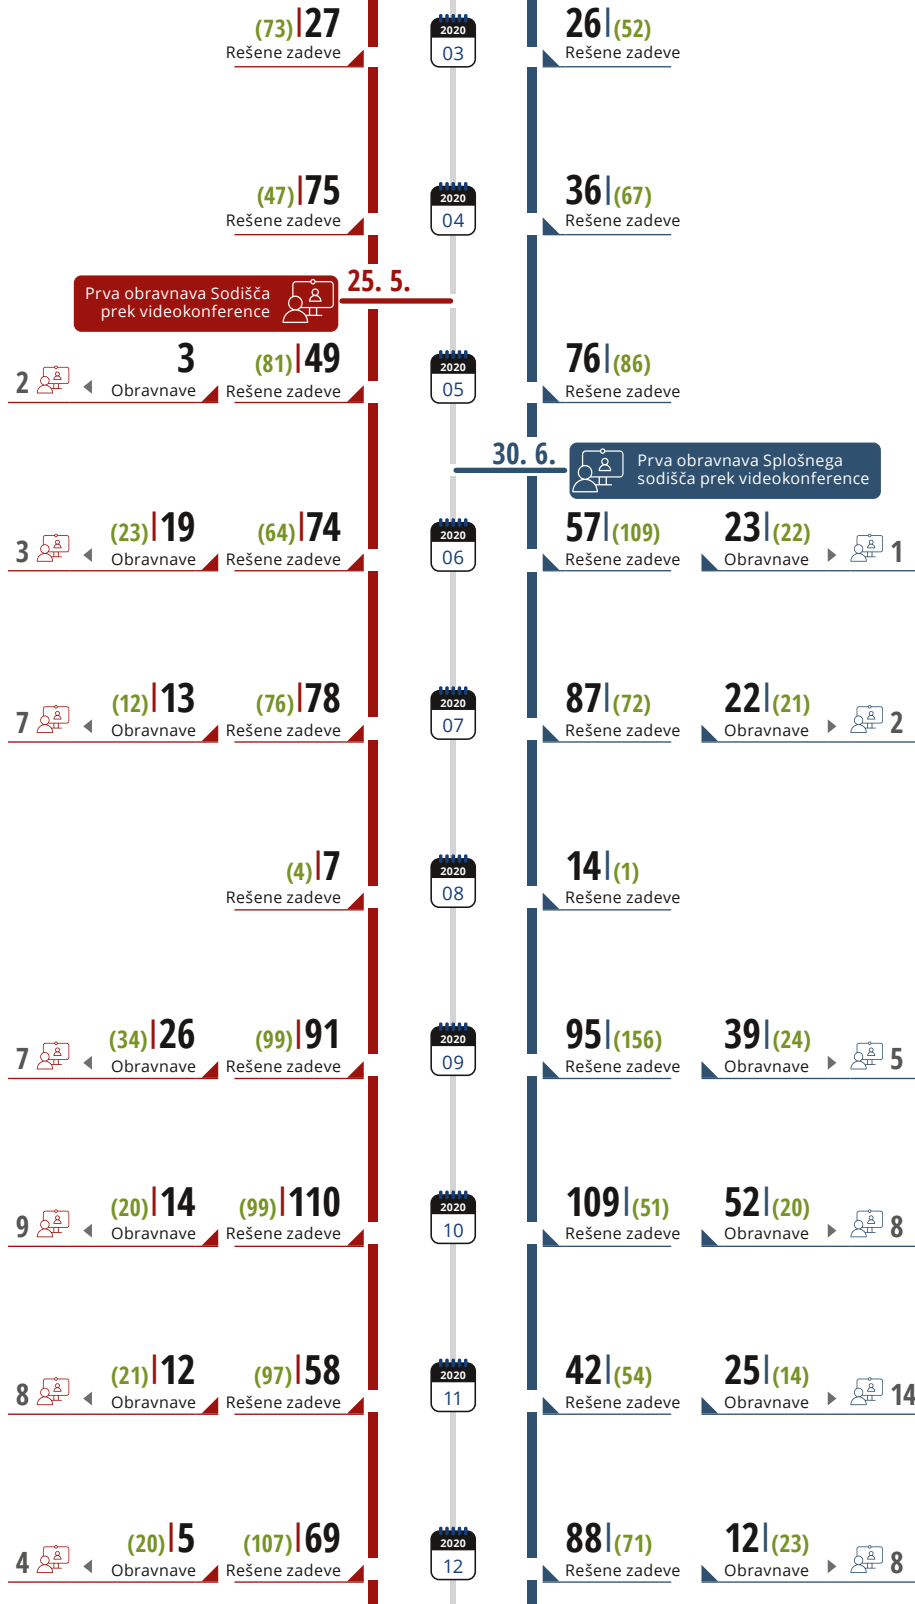 (73) 27
Rešene zadeve
2020
03
26 (52)
Rešene zadeve
(47) 75
Rešene zadeve
2020
04
36 (67)
Rešene zadeve
Prva obravnava Sodišča
prek videokonference
25. 5.
2
3
Obravnave
(81) 49
Rešene zadeve
2020
05
76 (86)
Rešene zadeve
30. 6.
Prva obravnava Splošnega
sodišča prek videokonference
3
(23) 19
Obravnave
(64) 74
Rešene zadeve
2020
06
57 (109)
Rešene zadeve
23 (22)
Obravnave
1
7
(12) 13
Obravnave
(76) 78
Rešene zadeve
2020
07
87 (72)
Rešene zadeve
22 (21)
Obravnave
2
(4) 7
Rešene zadeve
2020
08
14 (1)
Rešene zadeve
7
(34) 26
Obravnave
(99) 91
Rešene zadeve
2020
09
95 (156)
Rešene zadeve
39 (24)
Obravnave
5
9
(20) 14
Obravnave
(99) 110
Rešene zadeve
2020
10
109 (51)
Rešene zadeve
52 (20)
Obravnave
8
8
(21) 12
Obravnave
(97) 58
Rešene zadeve
2020
11
42 (54)
Rešene zadeve
25 (14)
Obravnave
14
4
(20) 5
Obravnave
(107) 69
Rešene zadeve
2020
12
88 (71)
Rešene zadeve
12 (23)
Obravnave
8